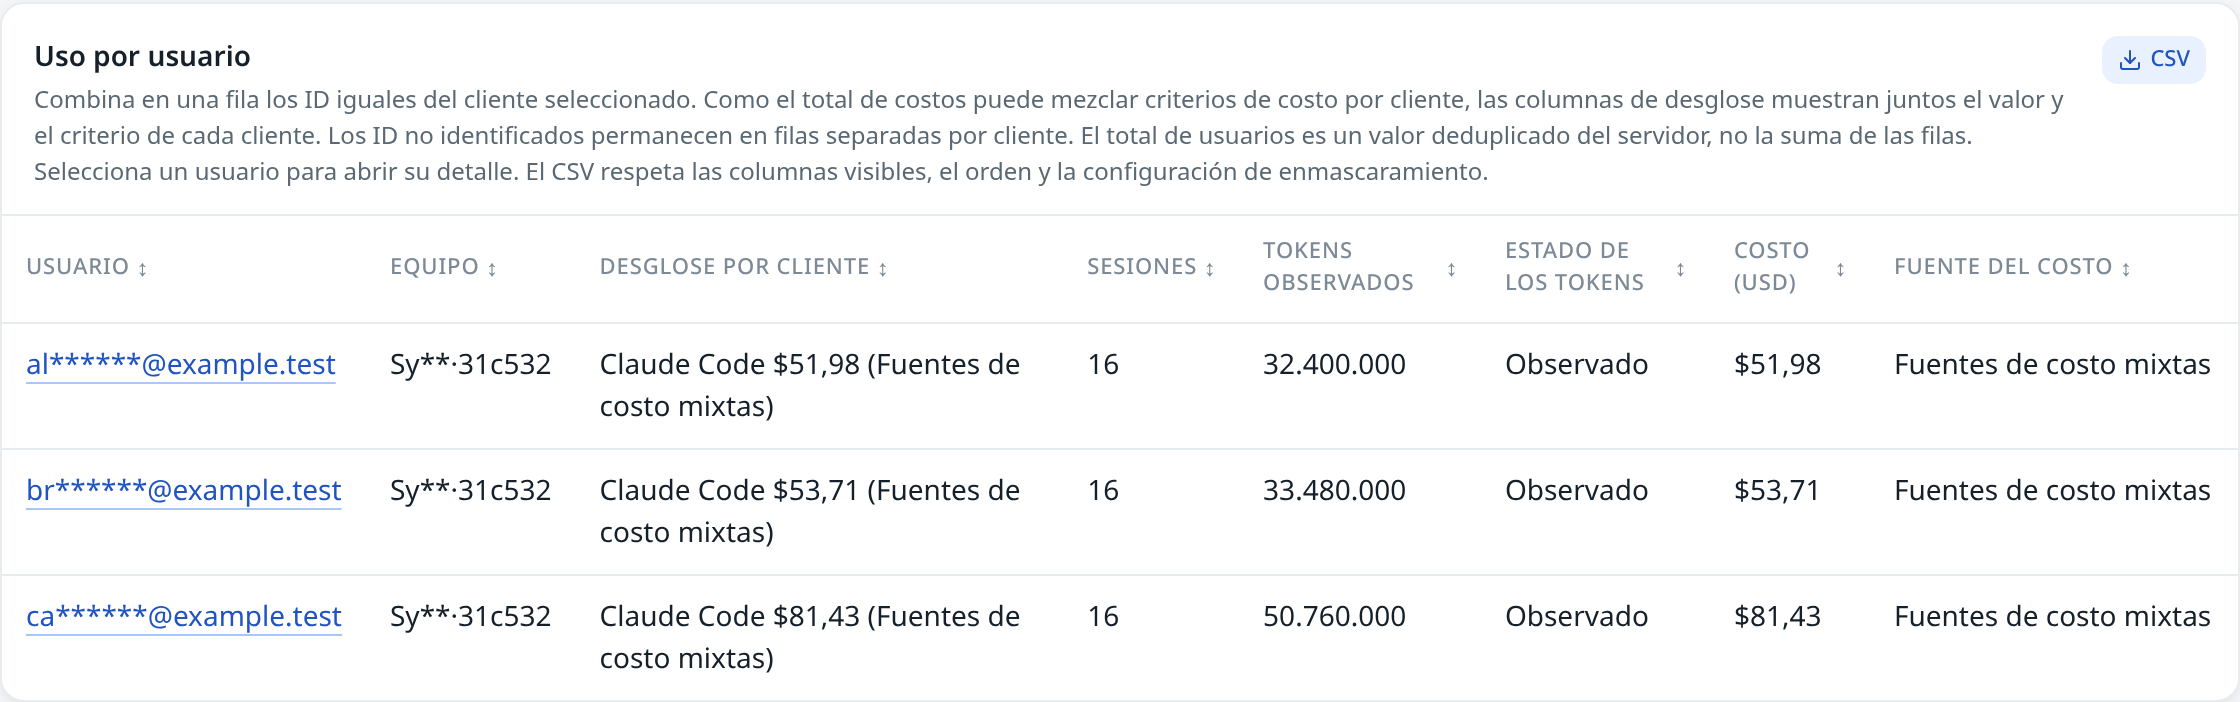 Uso por usuario
CSV
Combina en una fila los ID iguales del cliente seleccionado. Como el total de costos puede mezclar criterios de costo por cliente, las columnas de desglose muestran juntos el valor y
el criterio de cada cliente. Los ID no identificados permanecen en filas separadas por cliente. El total de usuarios es un valor deduplicado del servidor, no la suma de las filas.
Selecciona un usuario para abrir su detalle. El CSV respeta las columnas visibles, el orden y la configuración de enmascaramiento.
USUARIO ↕ EQUIPO ↕ DESGLOSE POR CLIENTE ↕ SESIONES ↕ TOKENS OBSERVADOS ↕ ESTADO DE LOS TOKENS ↕ COSTO (USD) ↕ FUENTE DEL COSTO ↕
al******@example.test Sy**·31c532 Claude Code $51,98 (Fuentes de costo mixtas) 16 32.400.000 Observado $51,98 Fuentes de costo mixtas
br******@example.test Sy**·31c532 Claude Code $53,71 (Fuentes de costo mixtas) 16 33.480.000 Observado $53,71 Fuentes de costo mixtas
ca******@example.test Sy**·31c532 Claude Code $81,43 (Fuentes de costo mixtas) 16 50.760.000 Observado $81,43 Fuentes de costo mixtas